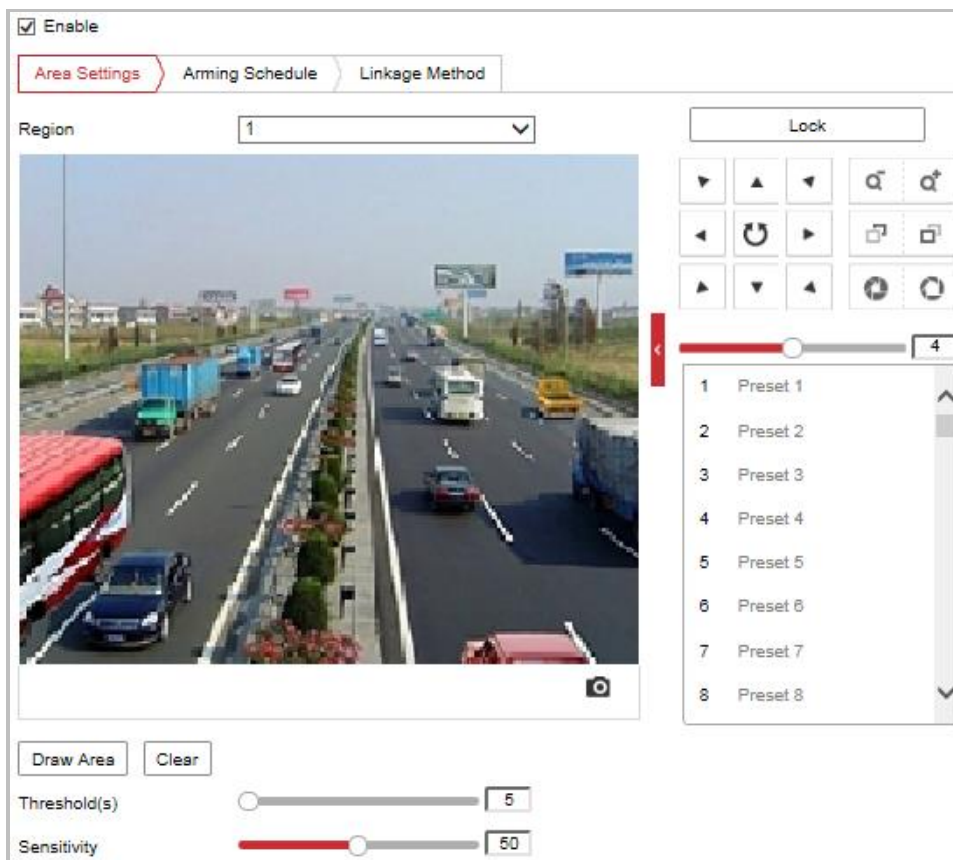 Enable
Area Settings
Arming Schedule
Linkage Method
Region
1
Lock
4
1 Preset 1
2 Preset 2
3 Preset 3
4 Preset 4
5 Preset 5
6 Preset 6
7 Preset 7
8 Preset 8
Draw Area
Clear
Threshold(s)
5
Sensitivity
50